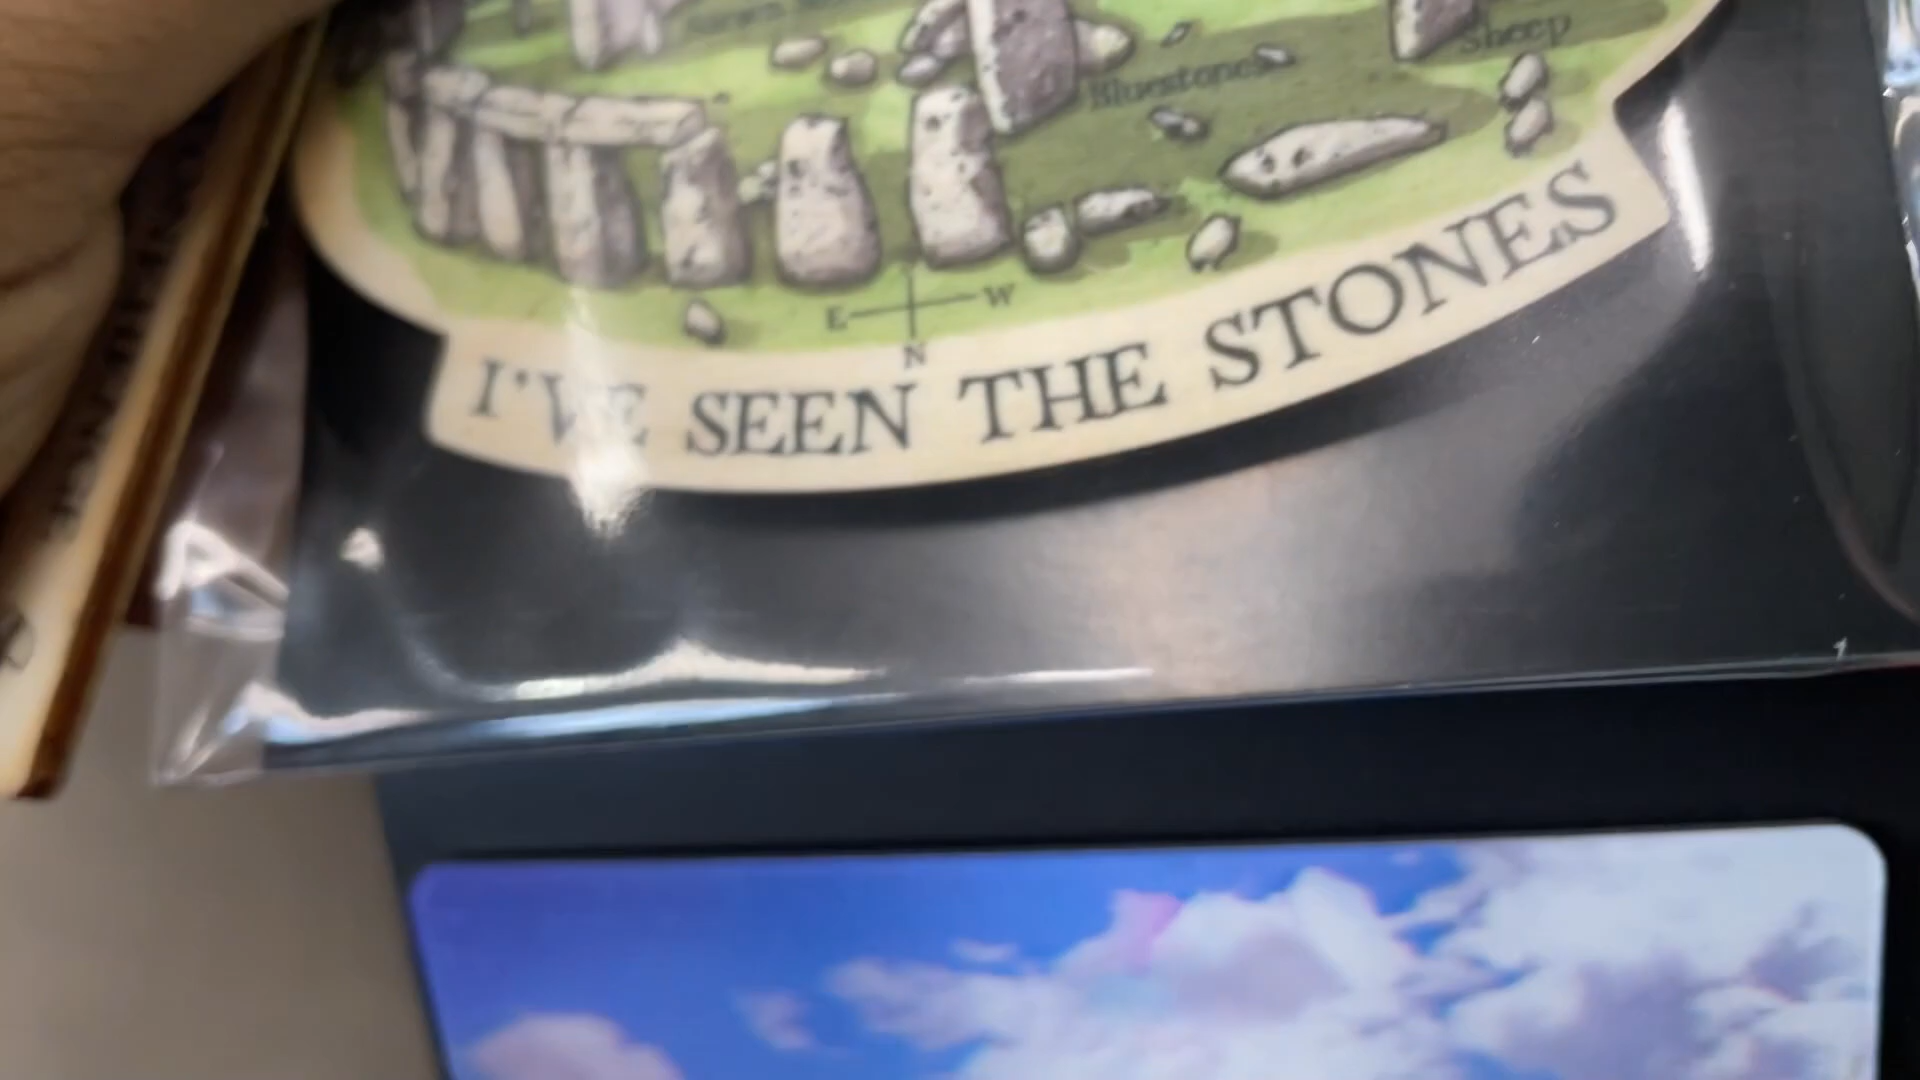 Sheep
Bluestones
E W
N
I'VE SEEN THE STONES